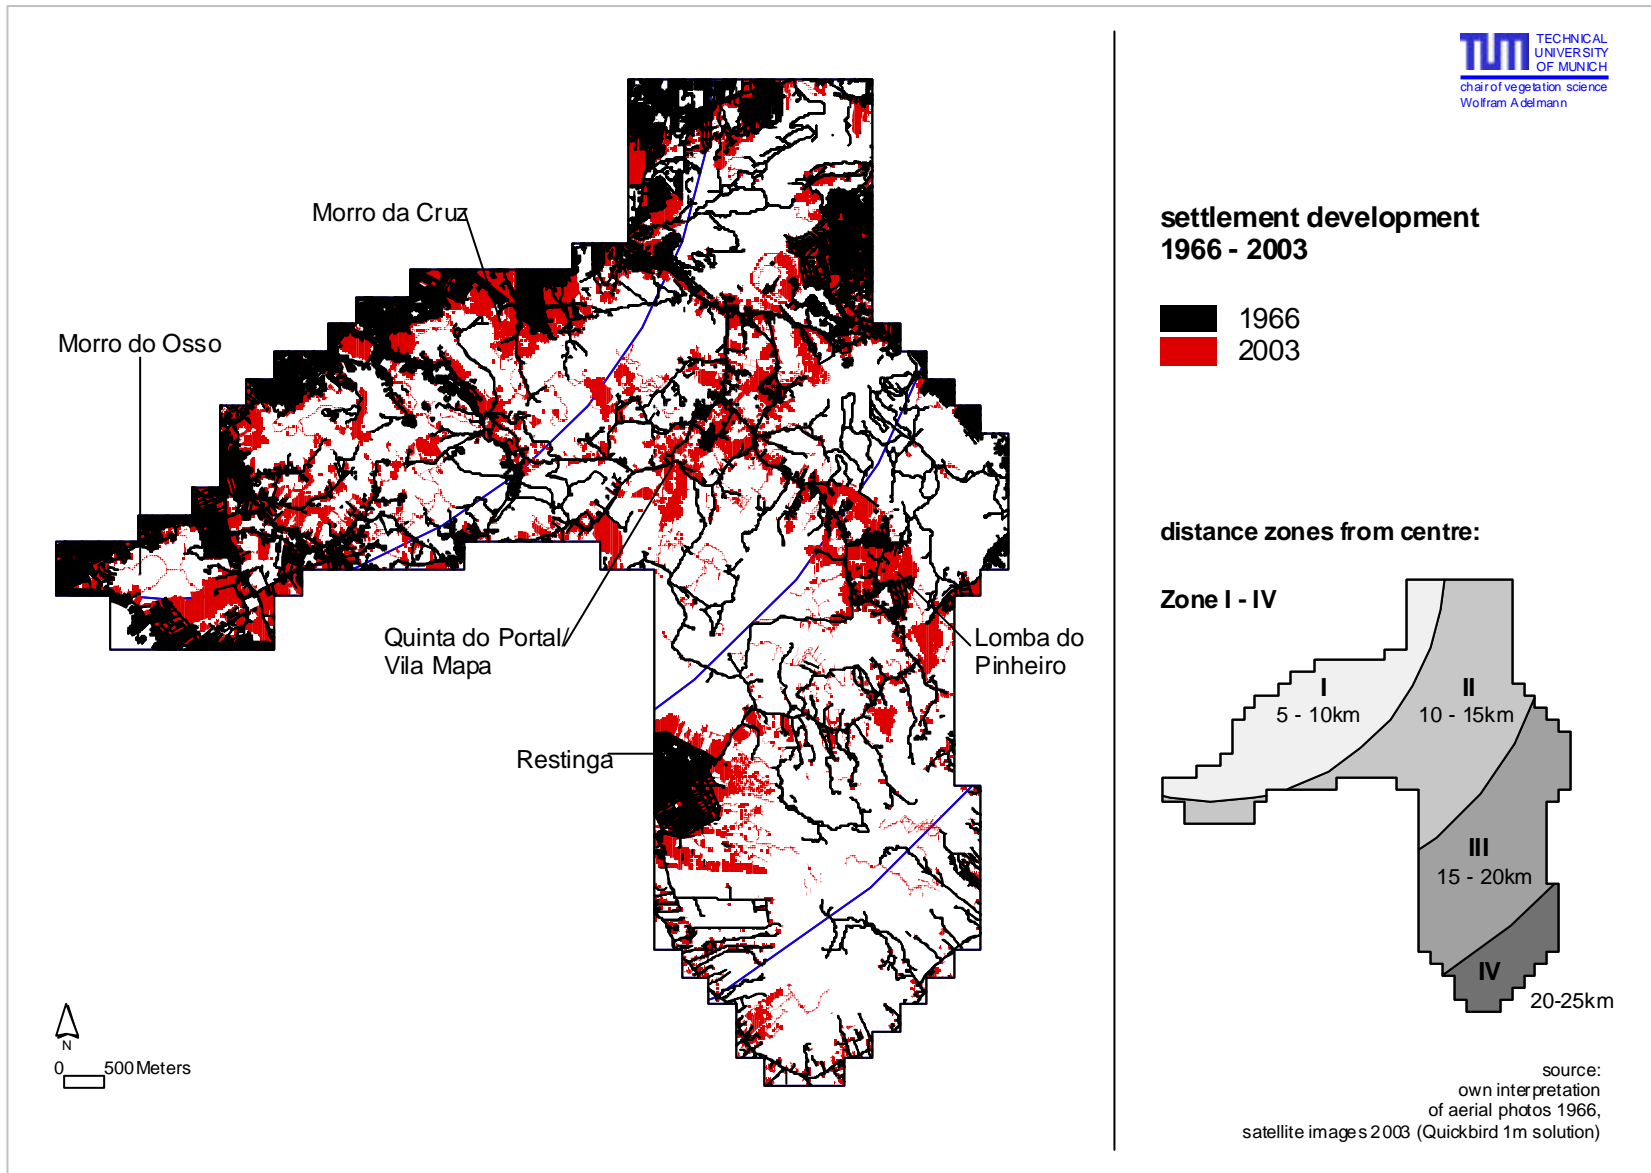 TUM
TECHNICAL
UNIVERSITY
OF MUNICH
chair of vegetation science
Wolfram Adelmann
Morro da Cruz
Morro do Osso
Quinta do Portal/
Vila Mapa
Lomba do
Pinheiro
Restinga
N
0 500 Meters
settlement development
1966 - 2003
1966
2003
distance zones from centre:
Zone I - IV
I
5 - 10km
II
10 - 15km
III
15 - 20km
IV
20-25km
source:
own interpretation
of aerial photos 1966,
satellite images 2003 (Quickbird 1m solution)